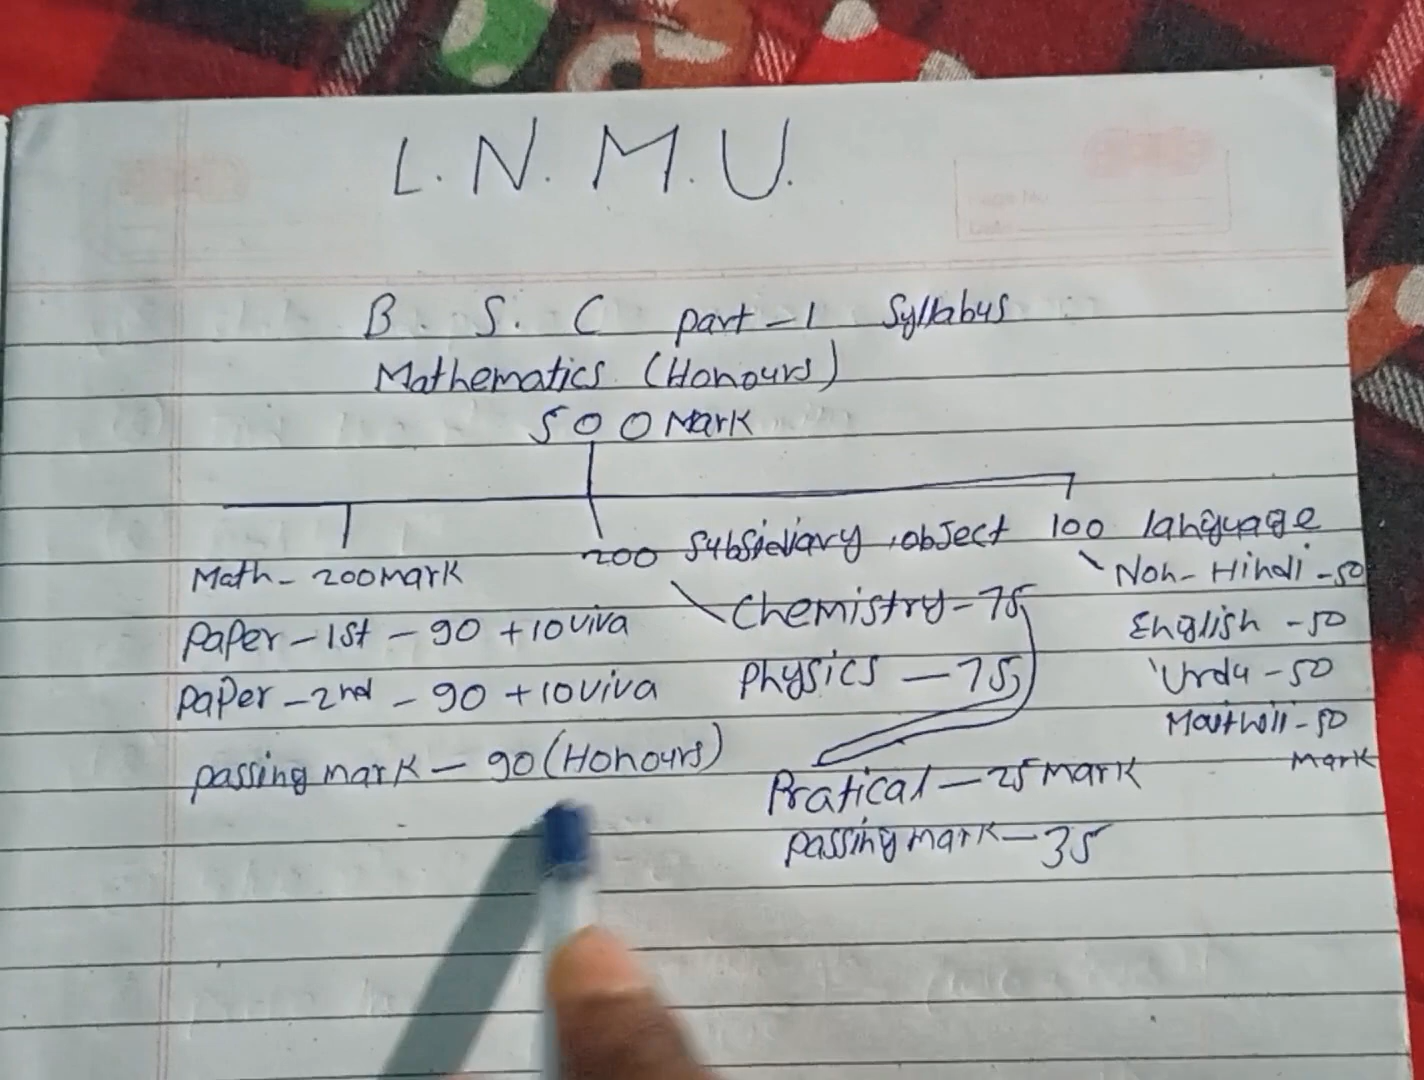 L.N.M.U.
B. S. C Part-1 Syllabus
Mathematics (Honours)
500 Mark
Math - 200 mark
Paper - 1st - 90 + 10 viva
Paper - 2nd - 90 + 10 viva
passing mark - 90 (Honours)
200 Subsidiary object
Chemistry - 75
Physics - 75
Pratical - 25 mark
passing mark - 35
100 language
Non-Hindi - 50
English - 50
Urdu - 50
Maithili - 50
Mark